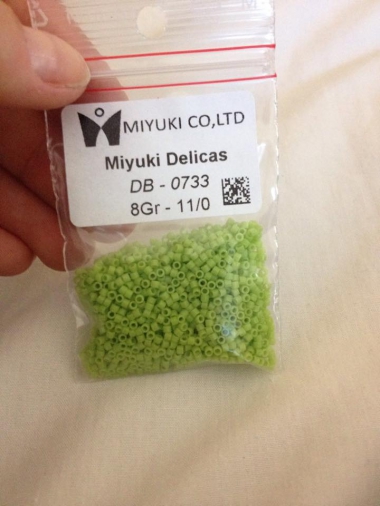 MIYUKI CO,LTD
Miyuki Delicas
DB - 0733
8Gr - 11/0